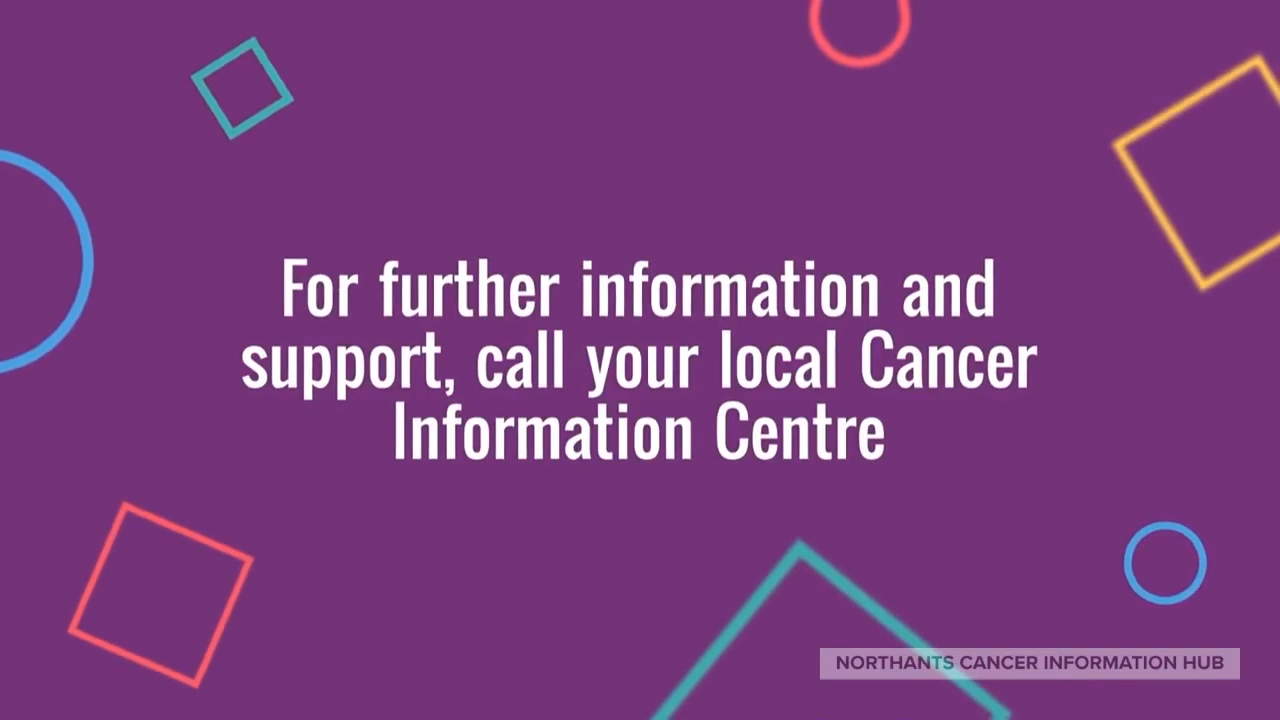 For further information and
support, call your local Cancer
Information Centre
NORTHANTS CANCER INFORMATION HUB